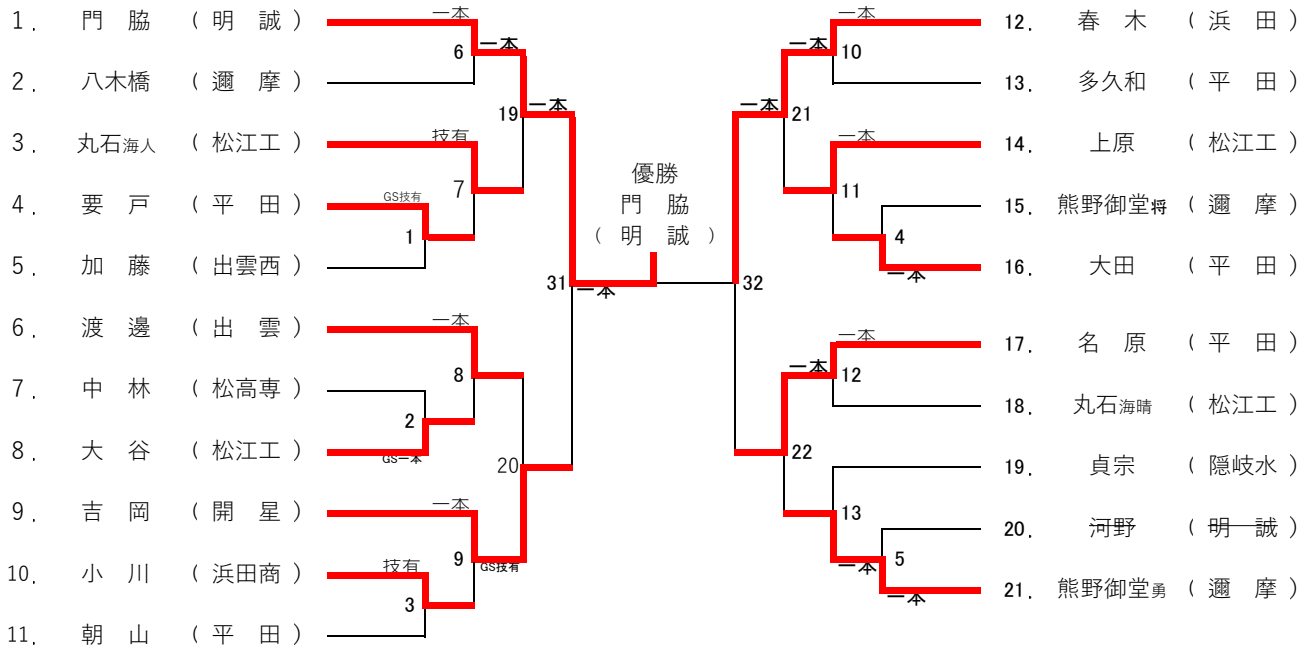 1. 門 脇 ( 明 誠 )
一本
6
一本
2. 八木橋 ( 邇 摩 )
19
一本
3. 丸石海人 ( 松江工 )
技有
7
4. 要 戸 ( 平 田 )
GS技有
1
5. 加 藤 ( 出雲西 )
31
一本
6. 渡 邊 ( 出 雲 )
一本
8
7. 中 林 ( 松高専 )
2
8. 大 谷 ( 松江工 )
GS一本
20
9. 吉 岡 ( 開 星 )
一本
9
GS技有
10. 小 川 ( 浜田商 )
技有
3
11. 朝 山 ( 平 田 )
優勝
門 脇
( 明 誠 )
一本
12. 春 木 ( 浜 田 )
一本
10
13. 多久和 ( 平 田 )
一本
21
一本
14. 上原 ( 松江工 )
11
15. 熊野御堂将 ( 邇 摩 )
4
16. 大田 ( 平 田 )
一本
32
一本
17. 名 原 ( 平 田 )
一本
12
18. 丸石海晴 ( 松江工 )
22
19. 貞宗 ( 隠岐水 )
13
20. 河野 ( 明 誠 )
一本
5
21. 熊野御堂勇 ( 邇 摩 )
一本